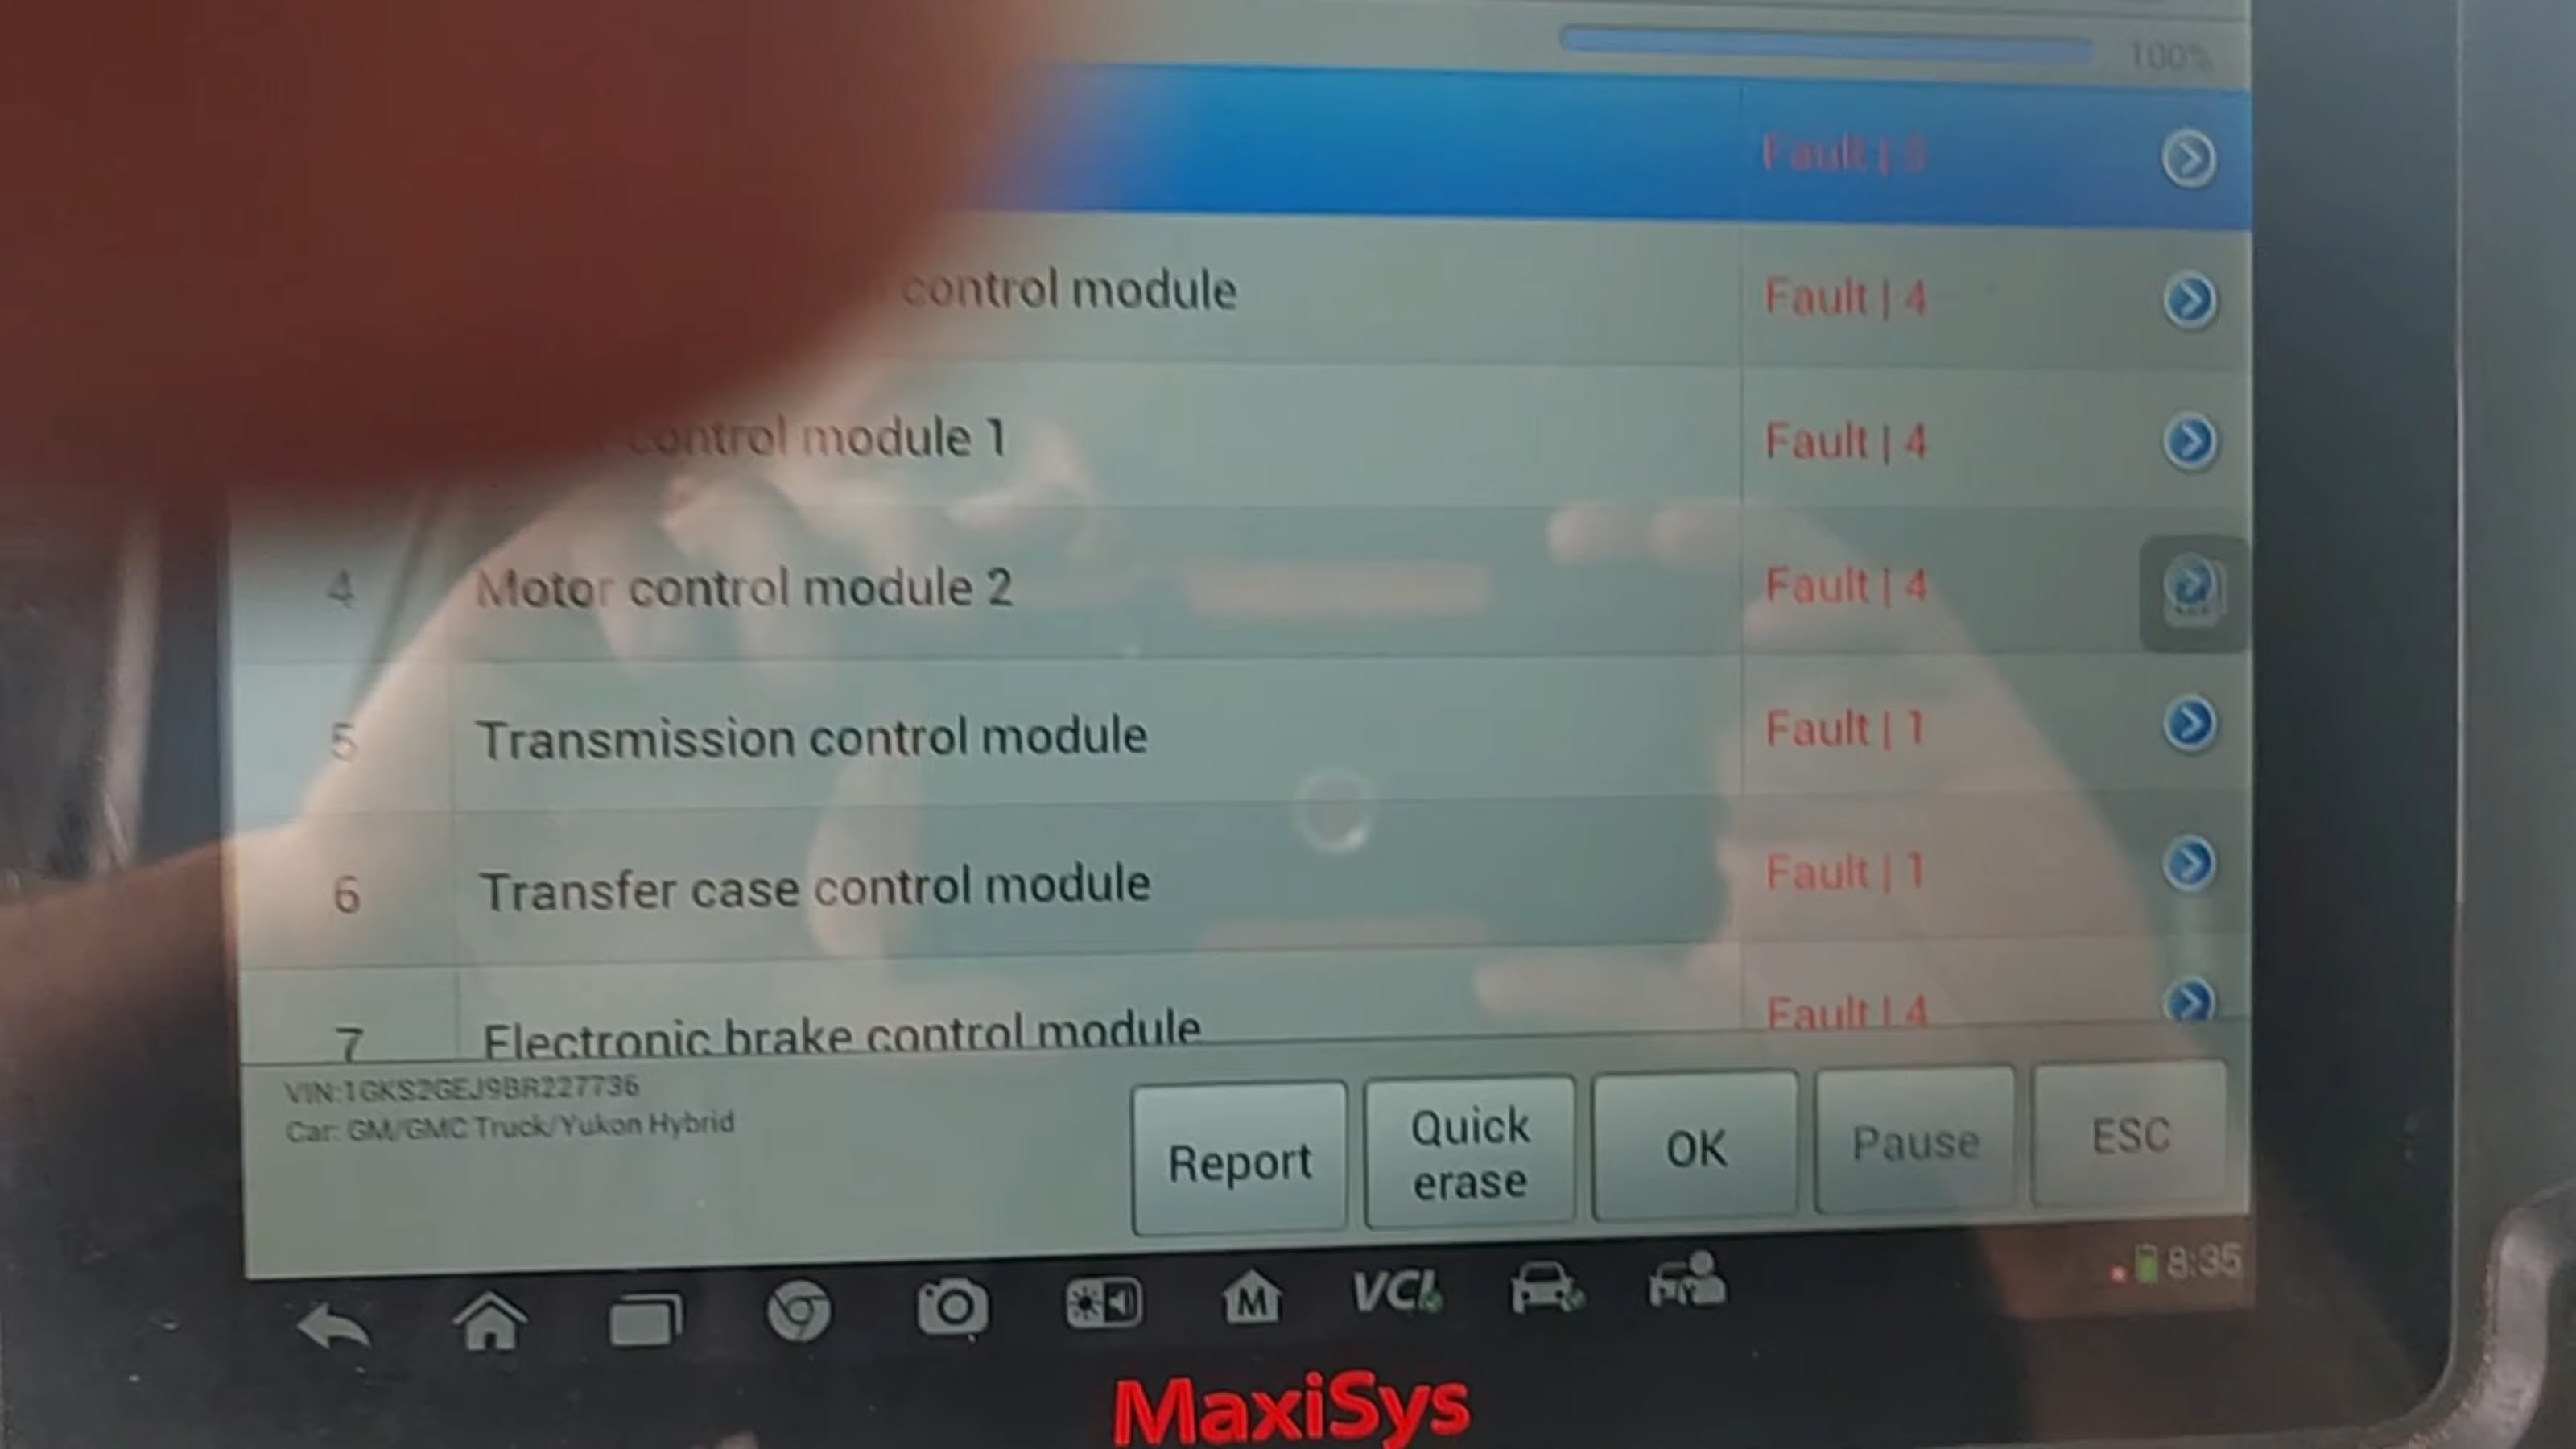 100%
Fault |
control module Fault | 4
control module 1 Fault | 4
4 Motor control module 2 Fault | 4
5 Transmission control module Fault | 1
6 Transfer case control module Fault | 1
7 Electronic brake control module Fault | 4
VIN:1GKS2GEJ9BR227736
Car: GM/GMC Truck/Yukon Hybrid
Report
Quick
erase
OK
Pause
ESC
M
VCI
8:35
MaxiSys